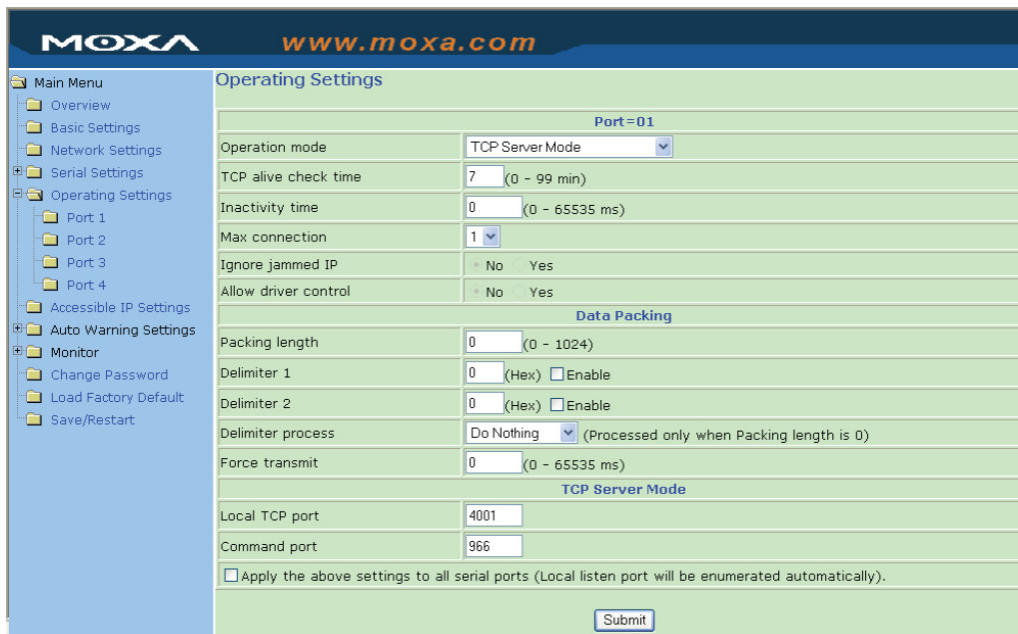 MOXA www.moxa.com
Main Menu
Overview
Basic Settings
Network Settings
Serial Settings
Operating Settings
Port 1
Port 2
Port 3
Port 4
Accessible IP Settings
Auto Warning Settings
Monitor
Change Password
Load Factory Default
Save/Restart
Operating Settings
Port=01
Operation mode TCP Server Mode
TCP alive check time 7 (0 - 99 min)
Inactivity time 0 (0 - 65535 ms)
Max connection 1
Ignore jammed IP No Yes
Allow driver control No Yes
Data Packing
Packing length 0 (0 - 1024)
Delimiter 1 0 (Hex) Enable
Delimiter 2 0 (Hex) Enable
Delimiter process Do Nothing (Processed only when Packing length is 0)
Force transmit 0 (0 - 65535 ms)
TCP Server Mode
Local TCP port 4001
Command port 966
Apply the above settings to all serial ports (Local listen port will be enumerated automatically).
Submit